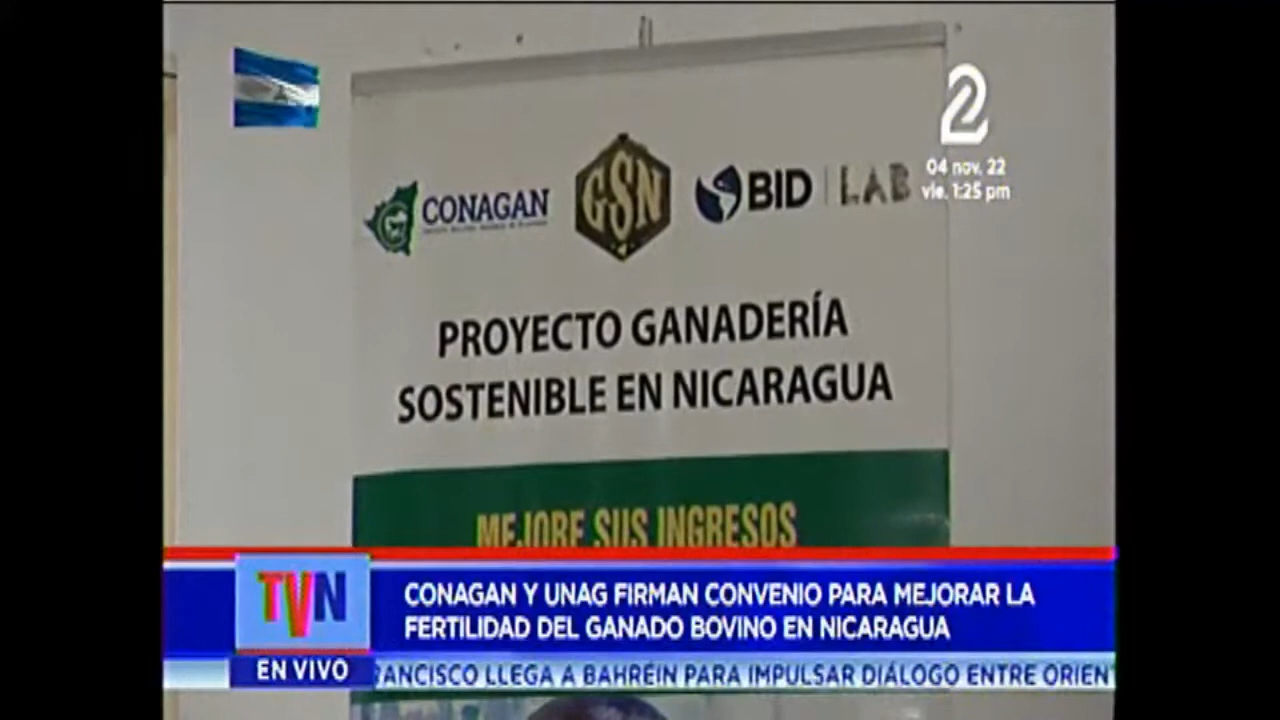 2
04 nov. 22
vie. 1:25 pm
CONAGAN
GSN
BID | LAB
PROYECTO GANADERÍA
SOSTENIBLE EN NICARAGUA
MEJORE SUS INGRESOS
TVN
CONAGAN Y UNAG FIRMAN CONVENIO PARA MEJORAR LA
FERTILIDAD DEL GANADO BOVINO EN NICARAGUA
EN VIVO
RANCISCO LLEGA A BAHRÉIN PARA IMPULSAR DIÁLOGO ENTRE ORIEN